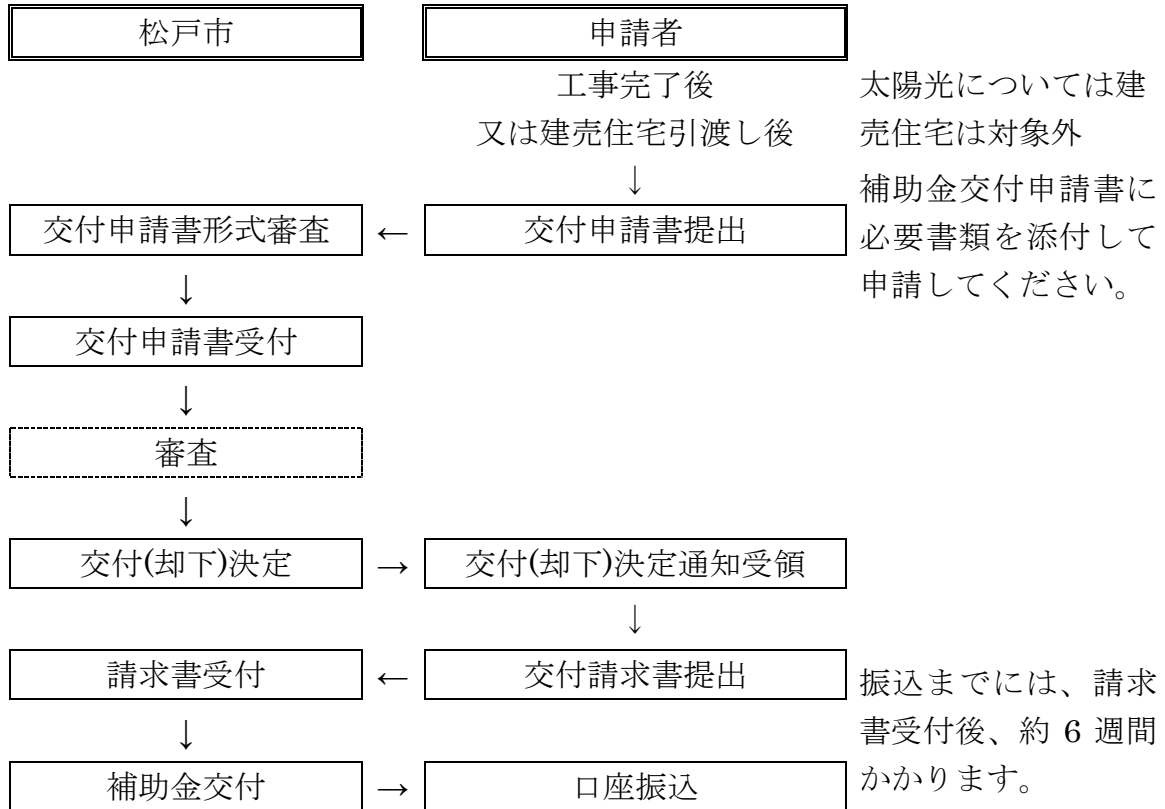 松戸市
申請者
工事完了後
又は建売住宅引渡し後
太陽光については建
売住宅は対象外
↓
補助金交付申請書に
必要書類を添付して
申請してください。
交付申請書形式審査
←
交付申請書提出
↓
交付申請書受付
↓
審査
↓
交付(却下)決定
→
交付(却下)決定通知受領
↓
請求書受付
←
交付請求書提出
振込までには、請求
書受付後、約 6 週間
かかります。
↓
補助金交付
→
口座振込